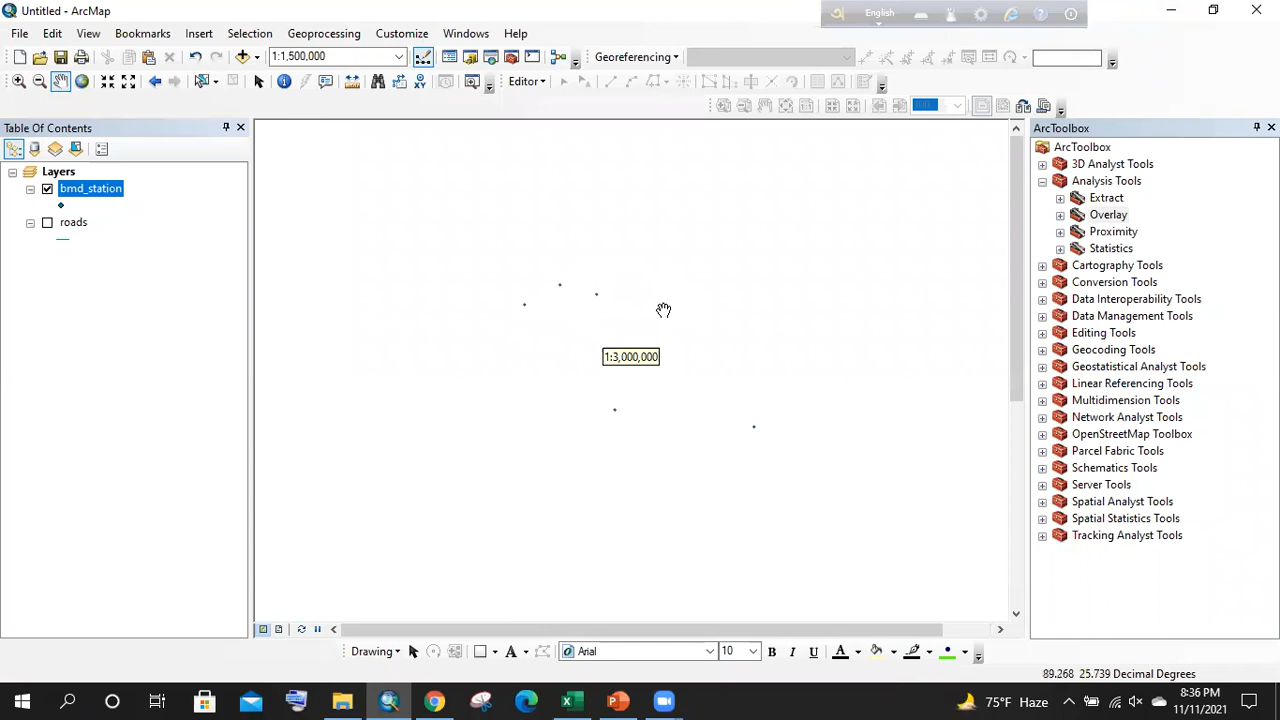 Untitled - ArcMap
English
File Edit View Bookmarks Insert Selection Geoprocessing Customize Windows Help
1:1,500,000 Georeferencing
Editor
Table Of Contents
Layers
bmd_station
roads
1:3,000,000
ArcToolbox
ArcToolbox
3D Analyst Tools
Analysis Tools
Extract
Overlay
Proximity
Statistics
Cartography Tools
Conversion Tools
Data Interoperability Tools
Data Management Tools
Editing Tools
Geocoding Tools
Geostatistical Analyst Tools
Linear Referencing Tools
Multidimension Tools
Network Analyst Tools
OpenStreetMap Toolbox
Parcel Fabric Tools
Schematics Tools
Server Tools
Spatial Analyst Tools
Spatial Statistics Tools
Tracking Analyst Tools
Drawing Arial 10 B I U A
89.268 25.739 Decimal Degrees
75°F Haze
8:36 PM
11/11/2021